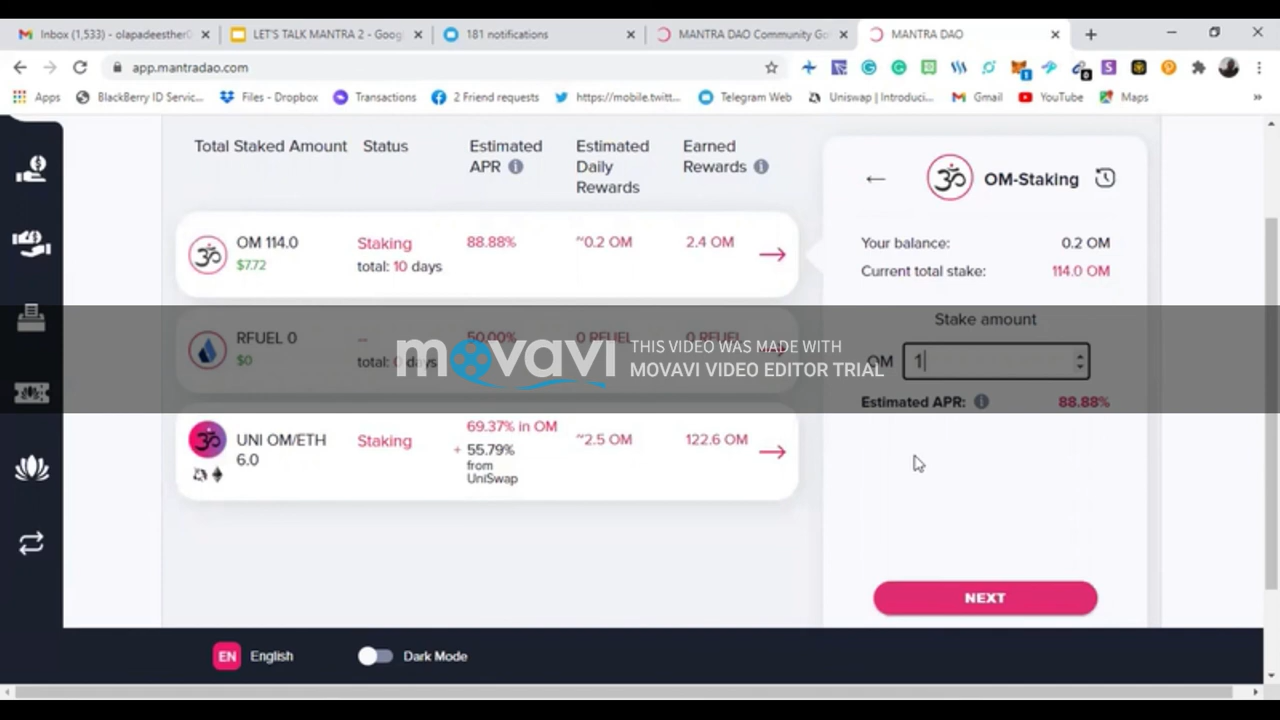 Inbox (1,533) - olapadeesther
LET'S TALK MANTRA 2 - Goog
181 notifications
MANTRA DAO Community Go
MANTRA DAO
app.mantradao.com
Apps
BlackBerry ID Servic...
Files - Dropbox
Transactions
2 Friend requests
https://mobile.twitt...
Telegram Web
Uniswap | Introduci...
Gmail
YouTube
Maps
»
Total Staked Amount
Status
Estimated
APR
Estimated
Daily
Rewards
Earned
Rewards
OM 114.0
$7.72
Staking
total: 10 days
88.88%
~0.2 OM
2.4 OM
RFUEL 0
$0
--
total: 0 days
50.00%
0 RFUEL
0 RFUEL
UNI OM/ETH
6.0
Staking
69.37% in OM
+ 55.79%
from
UniSwap
~2.5 OM
122.6 OM
OM-Staking
Your balance: 0.2 OM
Current total stake: 114.0 OM
Stake amount
OM 1
Estimated APR: 88.88%
NEXT
movavi
THIS VIDEO WAS MADE WITH
MOVAVI VIDEO EDITOR TRIAL
EN English
Dark Mode